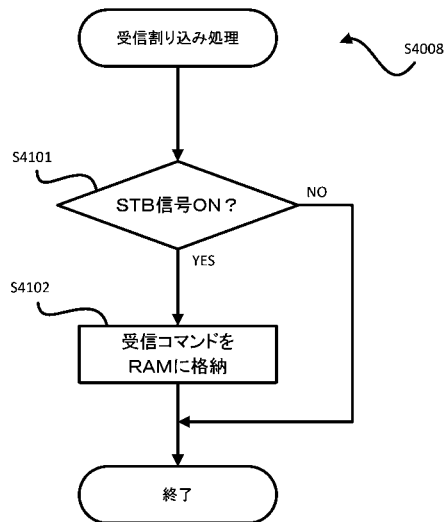 受信割り込み処理
S4008
S4101
STB信号ON？
NO
YES
S4102
受信コマンドを
RAMに格納
終了